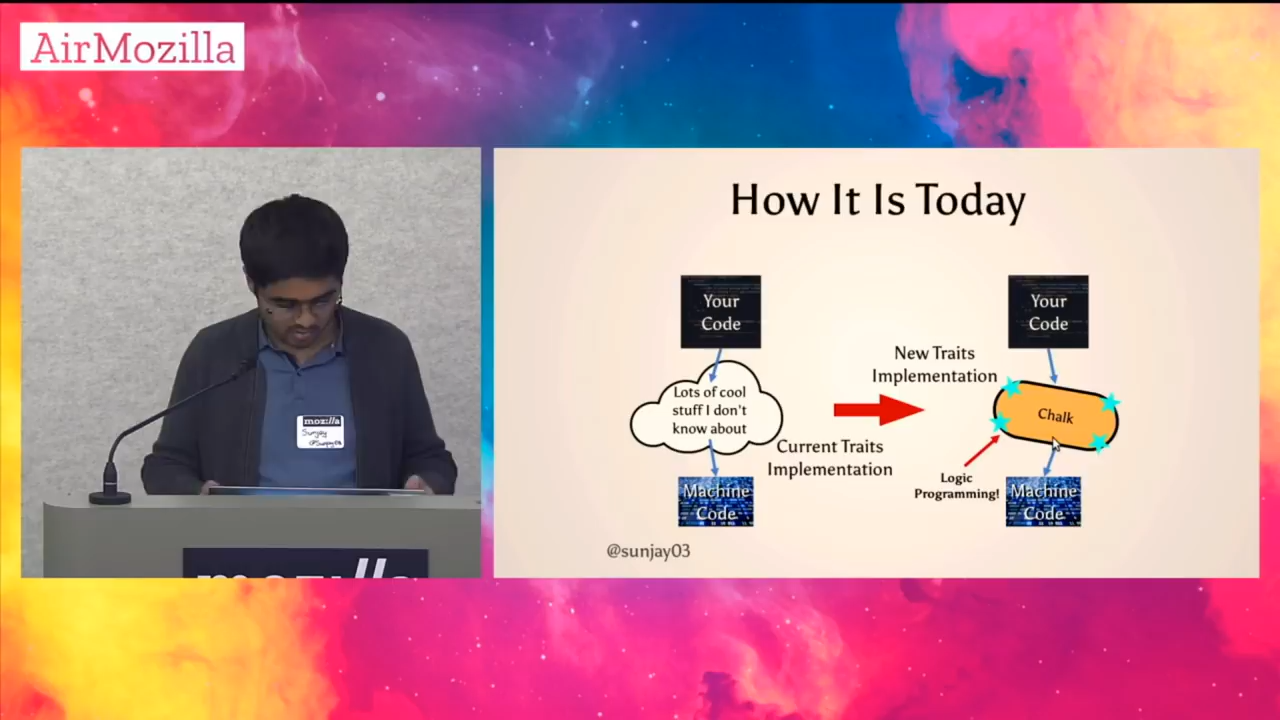 AirMozilla
moz://a
Sunjay
How It Is Today
Your
Code
Lots of cool
stuff I don't
know about
Machine
Code
Current Traits
Implementation
New Traits
Implementation
Your
Code
Chalk
Logic
Programming!
Machine
Code
@sunjay03